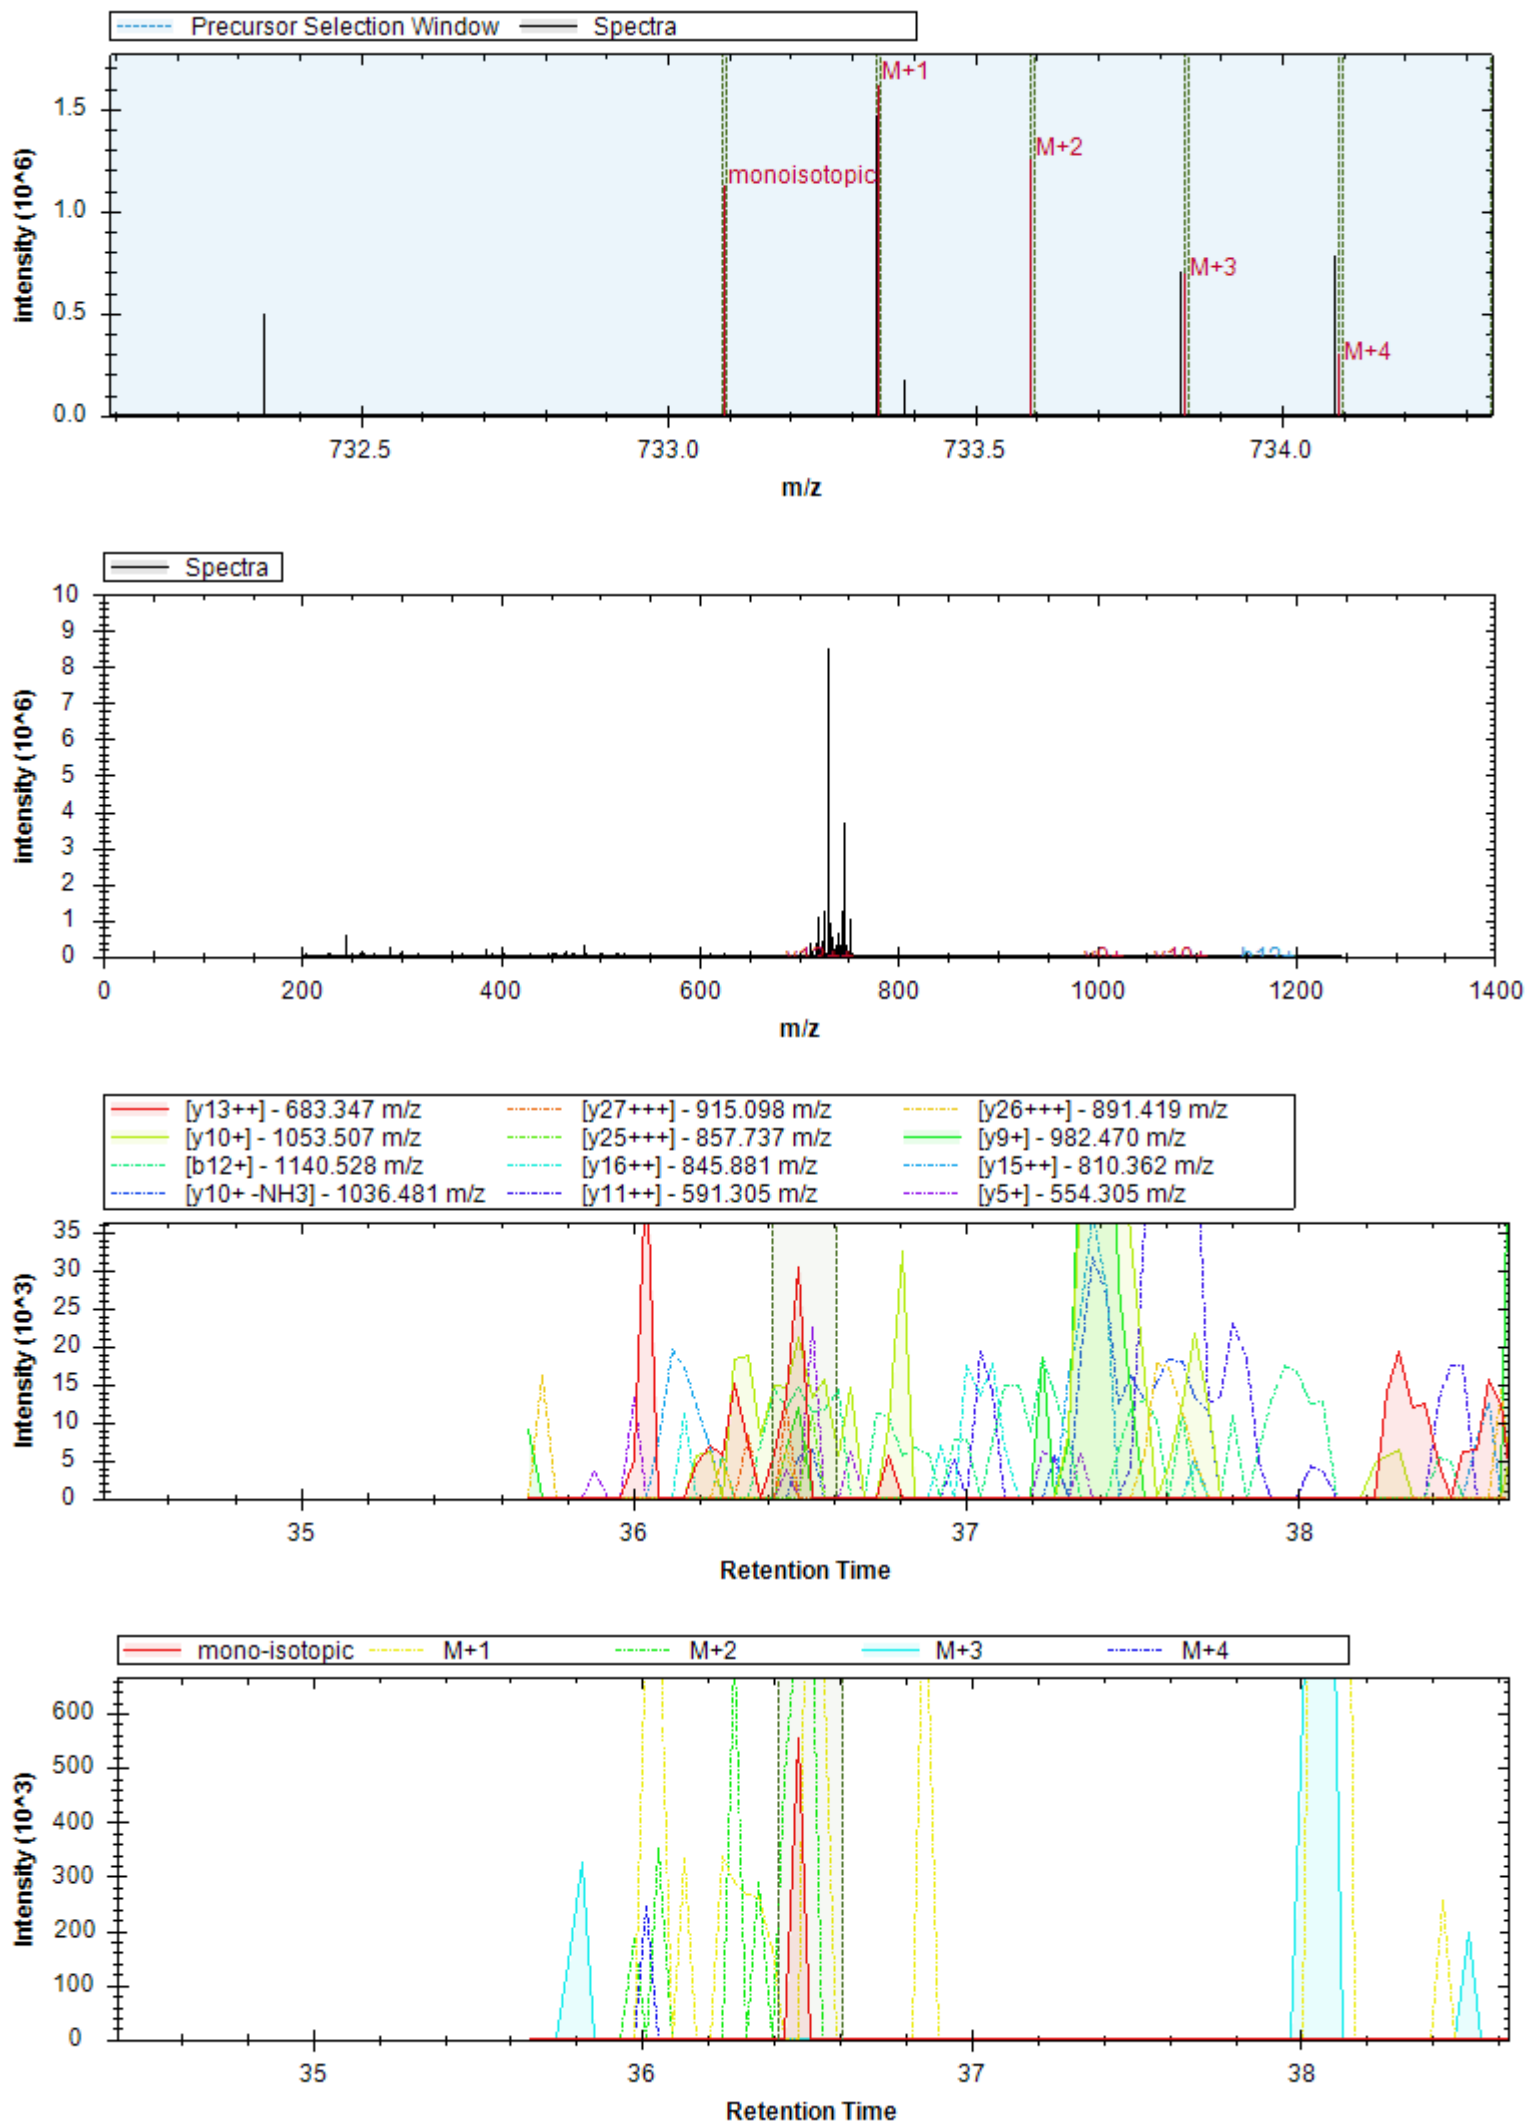 Precursor Selection Window Spectra
M+1
M+2
monoisotopic
M+3
M+4
1.5
1.0
0.5
0.0
intensity (10^6)
732.5 733.0 733.5 734.0
m/z
Spectra
10
9
8
7
6
5
4
3
2
1
0
intensity (10^6)
0 200 400 600 800 1000 1200 1400
m/z
[y13++] - 683.347 m/z [y27+++] - 915.098 m/z [y26+++] - 891.419 m/z
[y10+] - 1053.507 m/z [y25+++] - 857.737 m/z [y9+] - 982.470 m/z
[b12+] - 1140.528 m/z [y16++] - 845.881 m/z [y15++] - 810.362 m/z
[y10+ -NH3] - 1036.481 m/z [y11++] - 591.305 m/z [y5+] - 554.305 m/z
35
30
25
20
15
10
5
0
Intensity (10^3)
35 36 37 38
Retention Time
mono-isotopic M+1 M+2 M+3 M+4
600
500
400
300
200
100
0
Intensity (10^3)
35 36 37 38
Retention Time